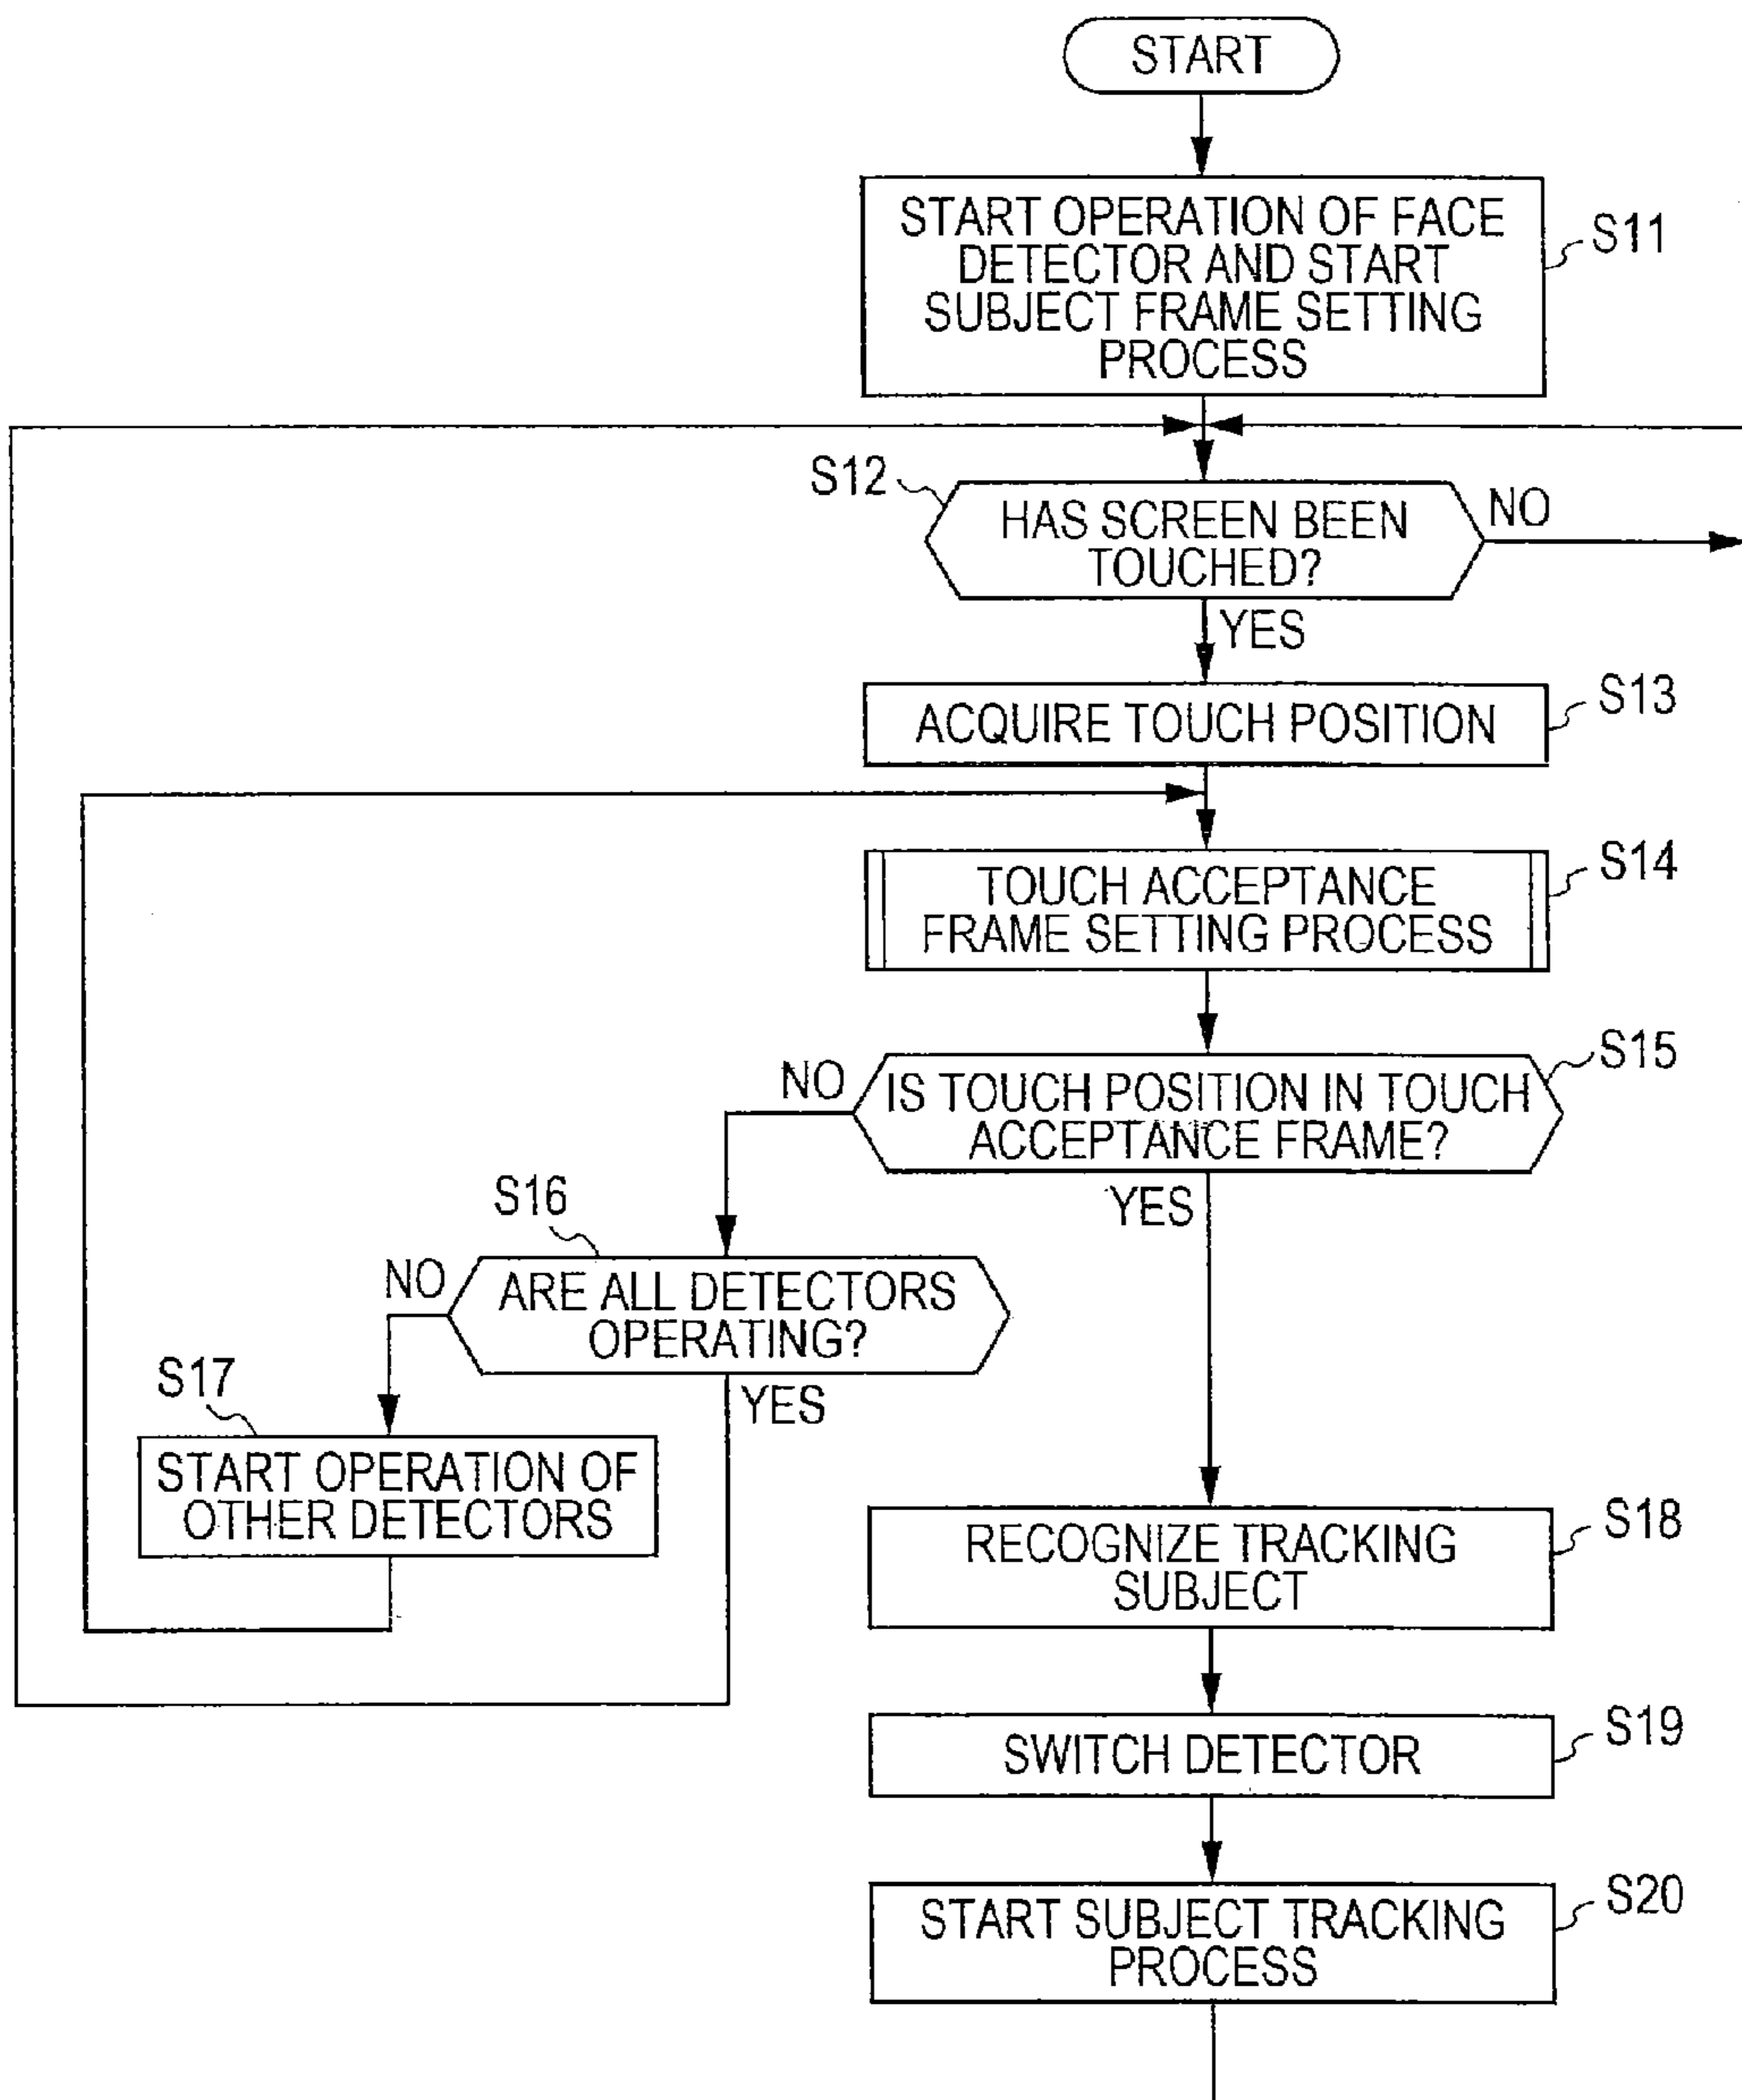 START
START OPERATION OF FACE
DETECTOR AND START
SUBJECT FRAME SETTING
PROCESS
S11
S12
HAS SCREEN BEEN
TOUCHED?
NO
YES
ACQUIRE TOUCH POSITION
S13
TOUCH ACCEPTANCE
FRAME SETTING PROCESS
S14
IS TOUCH POSITION IN TOUCH
ACCEPTANCE FRAME?
S15
NO
YES
S16
ARE ALL DETECTORS
OPERATING?
NO
YES
S17
START OPERATION OF
OTHER DETECTORS
RECOGNIZE TRACKING
SUBJECT
S18
SWITCH DETECTOR
S19
START SUBJECT TRACKING
PROCESS
S20